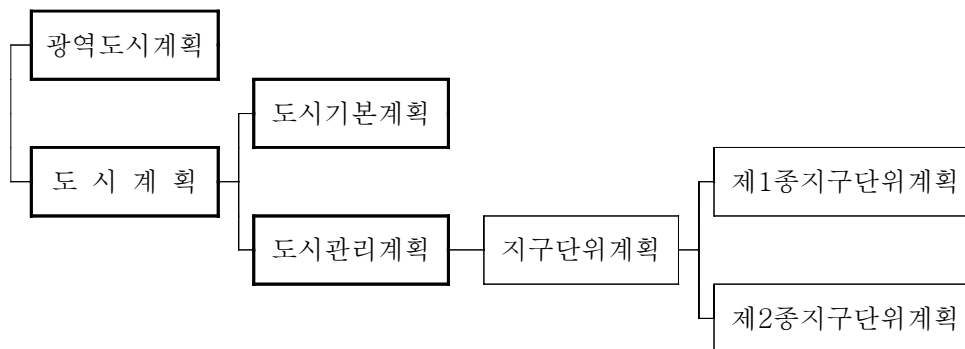 광역도시계획
도시기본계획
도 시 계 획
제1종지구단위계획
도시관리계획
지구단위계획
제2종지구단위계획